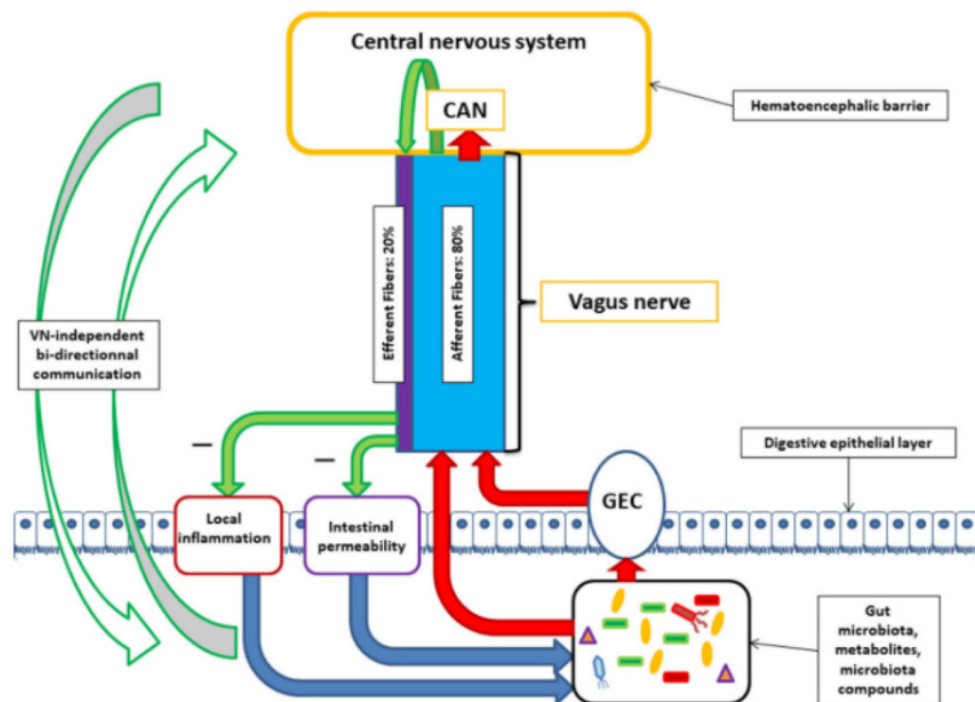 Central nervous system
CAN
Hematoencephalic barrier
Efferent Fibers: 20%
Afferent Fibers: 80%
Vagus nerve
VN-independent
bi-directionnal
communication
Digestive epithelial layer
GEC
Local
inflammation
Intestinal
permeability
Gut
microbiota,
metabolites,
microbiota
compounds